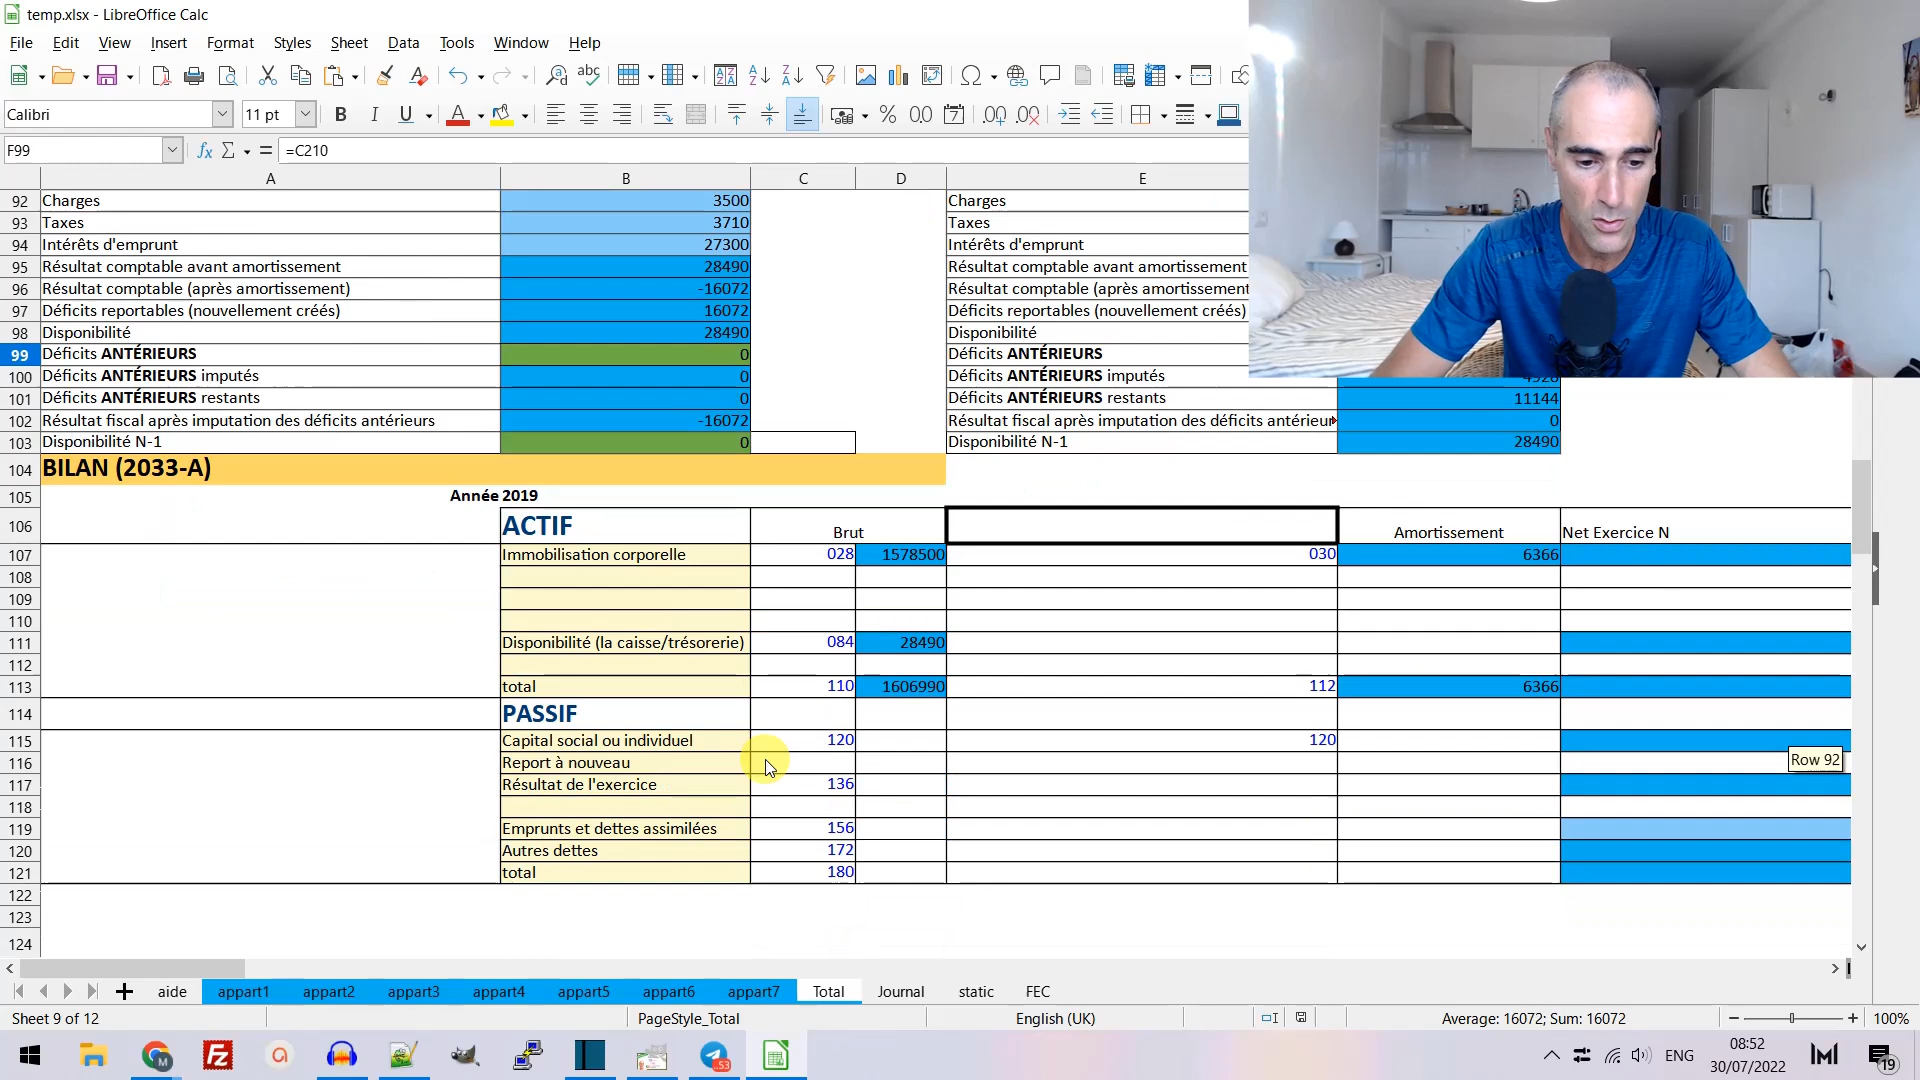 temp.xlsx - LibreOffice Calc
File Edit View Insert Format Styles Sheet Data Tools Window Help
Calibri 11 pt
F99 =C210
A B C D E
92 Charges 3500 Charges
93 Taxes 3710 Taxes
94 Intérêts d'emprunt 27300 Intérêts d'emprunt
95 Résultat comptable avant amortissement 28490 Résultat comptable avant amortissement
96 Résultat comptable (après amortissement) -16072 Résultat comptable (après amortissement
97 Déficits reportables (nouvellement créés) 16072 Déficits reportables (nouvellement créés)
98 Disponibilité 28490 Disponibilité
99 Déficits ANTÉRIEURS 0 Déficits ANTÉRIEURS
100 Déficits ANTÉRIEURS imputés 0 Déficits ANTÉRIEURS imputés 4928
101 Déficits ANTÉRIEURS restants 0 Déficits ANTÉRIEURS restants 11144
102 Résultat fiscal après imputation des déficits antérieurs -16072 Résultat fiscal après imputation des déficits antérieur 0
103 Disponibilité N-1 0 Disponibilité N-1 28490
104 BILAN (2033-A)
105 Année 2019
106 ACTIF Brut Amortissement Net Exercice N
107 Immobilisation corporelle 028 1578500 030 6366
108
109
110
111 Disponibilité (la caisse/trésorerie) 084 28490
112
113 total 110 1606990 112 6366
114 PASSIF
115 Capital social ou individuel 120 120
116 Report à nouveau
Row 92
117 Résultat de l'exercice 136
118
119 Emprunts et dettes assimilées 156
120 Autres dettes 172
121 total 180
122
123
124
aide appart1 appart2 appart3 appart4 appart5 appart6 appart7 Total Journal static FEC
Sheet 9 of 12 PageStyle_Total English (UK) Average: 16072; Sum: 16072 100%
08:52
ENG
30/07/2022
19